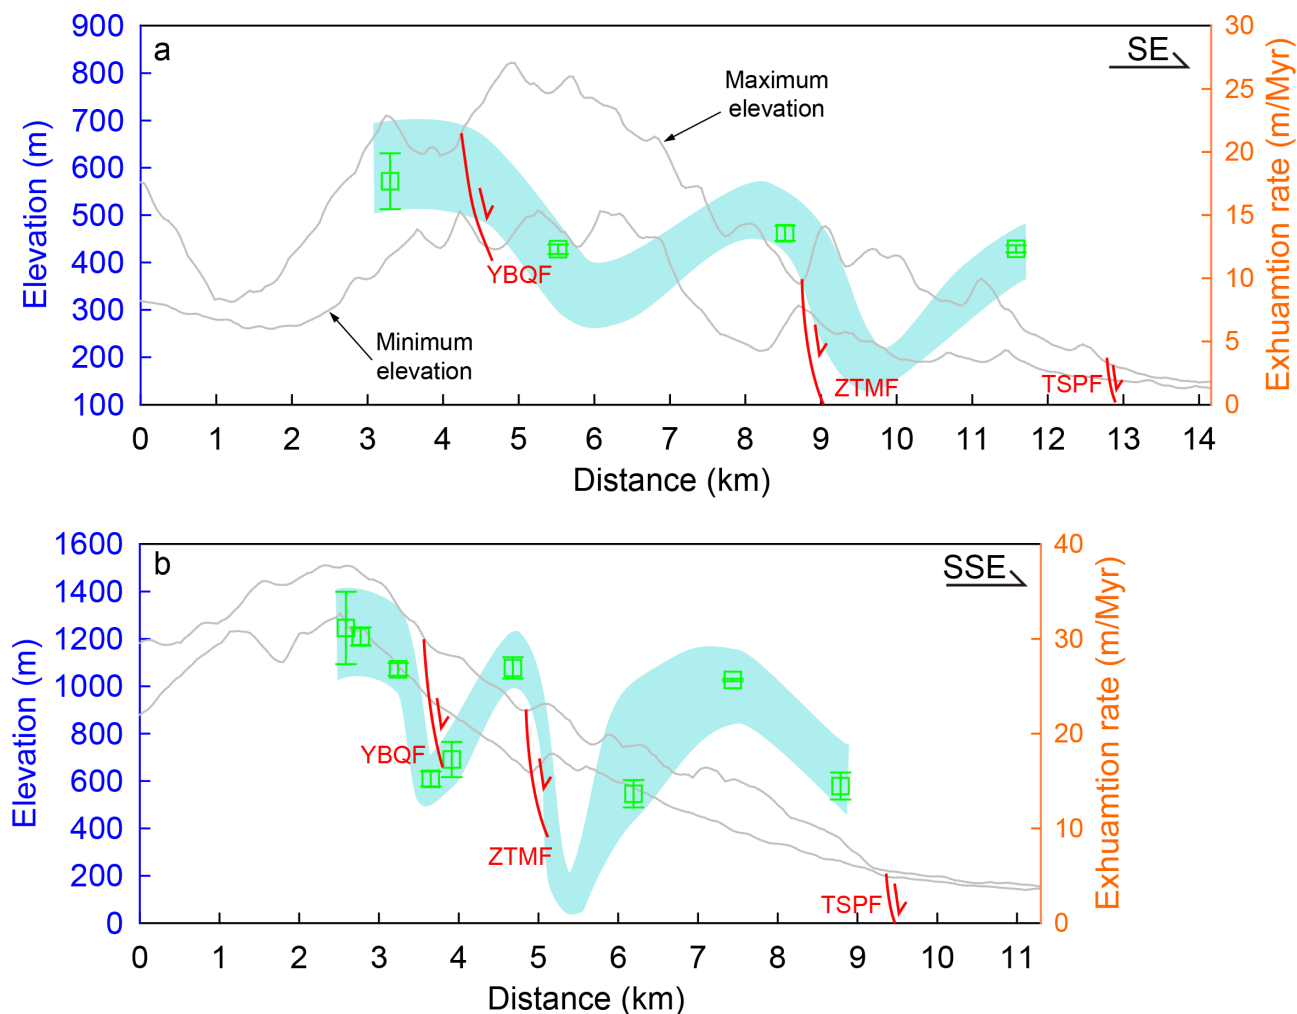 a
SE
900
800
700
600
500
400
300
200
100
Elevation (m)
30
25
20
15
10
5
0
Exhuamtion rate (m/Myr)
Maximum
elevation
Minimum
elevation
YBQF
ZTMF
TSPF
0 1 2 3 4 5 6 7 8 9 10 11 12 13 14
Distance (km)
b
SSE
1600
1400
1200
1000
800
600
400
200
0
Elevation (m)
40
30
20
10
0
Exhuamtion rate (m/Myr)
YBQF
ZTMF
TSPF
0 1 2 3 4 5 6 7 8 9 10 11
Distance (km)